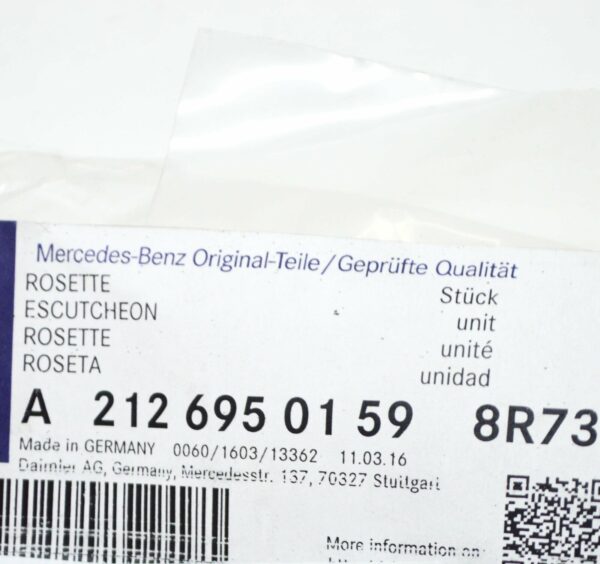 Mercedes-Benz Original-Teile/Geprüfte Qualität
ROSETTE Stück
ESCUTCHEON unit
ROSETTE unité
ROSETA unidad
A 212 695 01 59 8R73
Made in GERMANY 0060/1603/13362 11.03.16
Daimler AG, Germany, Mercedesstr. 137, 70327 Stuttgart
More information on: